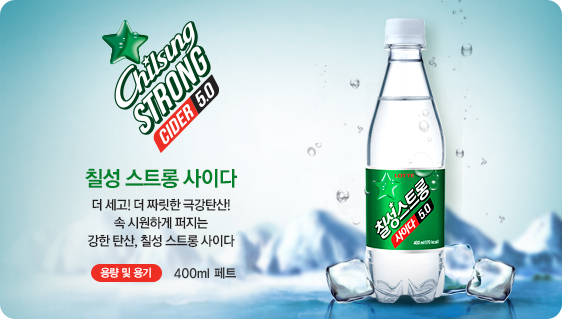 Chilsung
STRONG
CIDER 5.0
칠성 스트롱 사이다
더 세고! 더 짜릿한 극강탄산!
속 시원하게 퍼지는
강한 탄산, 칠성 스트롱 사이다
용량 및 용기 400ml 페트
칠성스트롱
사이다 5.0